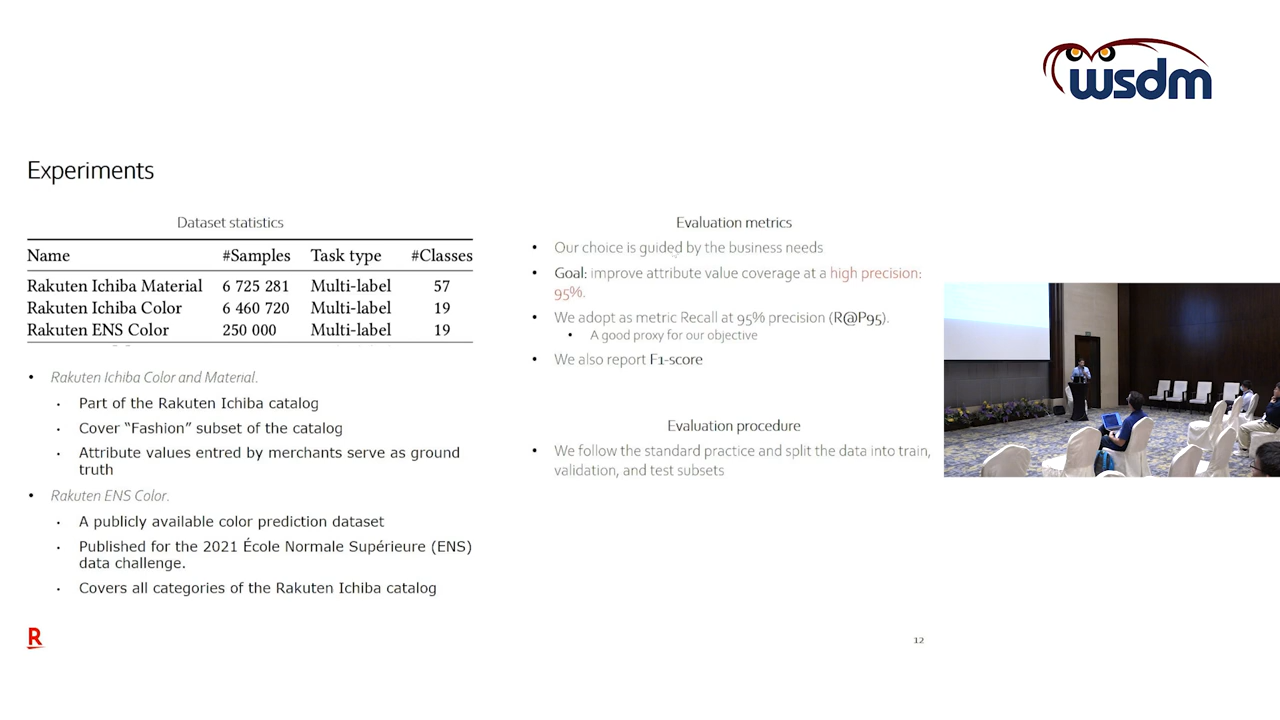 wsdm
Experiments
Dataset statistics
Name #Samples Task type #Classes
Rakuten Ichiba Material 6 725 281 Multi-label 57
Rakuten Ichiba Color 6 460 720 Multi-label 19
Rakuten ENS Color 250 000 Multi-label 19
• Rakuten Ichiba Color and Material.
• Part of the Rakuten Ichiba catalog
• Cover “Fashion” subset of the catalog
• Attribute values entred by merchants serve as ground
truth
• Rakuten ENS Color.
• A publicly available color prediction dataset
• Published for the 2021 École Normale Supérieure (ENS)
data challenge.
• Covers all categories of the Rakuten Ichiba catalog
Evaluation metrics
• Our choice is guided by the business needs
• Goal: improve attribute value coverage at a high precision:
95%.
• We adopt as metric Recall at 95% precision (R@P95).
• A good proxy for our objective
• We also report F1-score
Evaluation procedure
• We follow the standard practice and split the data into train,
validation, and test subsets
R
12